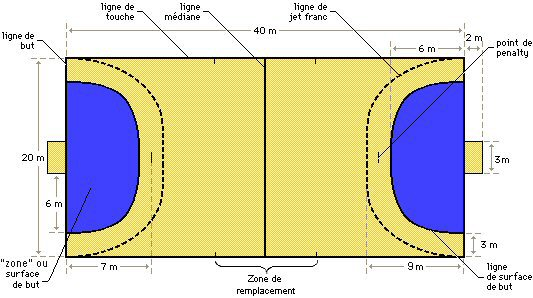 ligne de
touche
ligne
médiane
ligne de
jet franc
ligne de
but
40 m
2 m
6 m
point de
penalty
20 m
3 m
6 m
3 m
"zone" ou
surface
de but
7 m
Zone de
remplacement
9 m
ligne
de surface
de but